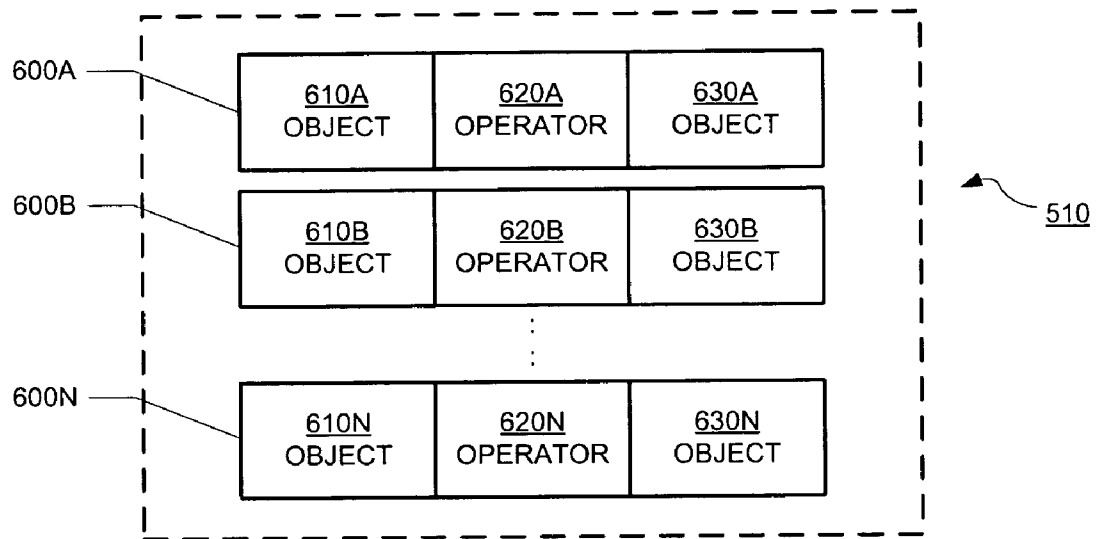 600A
610A
OBJECT
620A
OPERATOR
630A
OBJECT
600B
610B
OBJECT
620B
OPERATOR
630B
OBJECT
510
600N
610N
OBJECT
620N
OPERATOR
630N
OBJECT